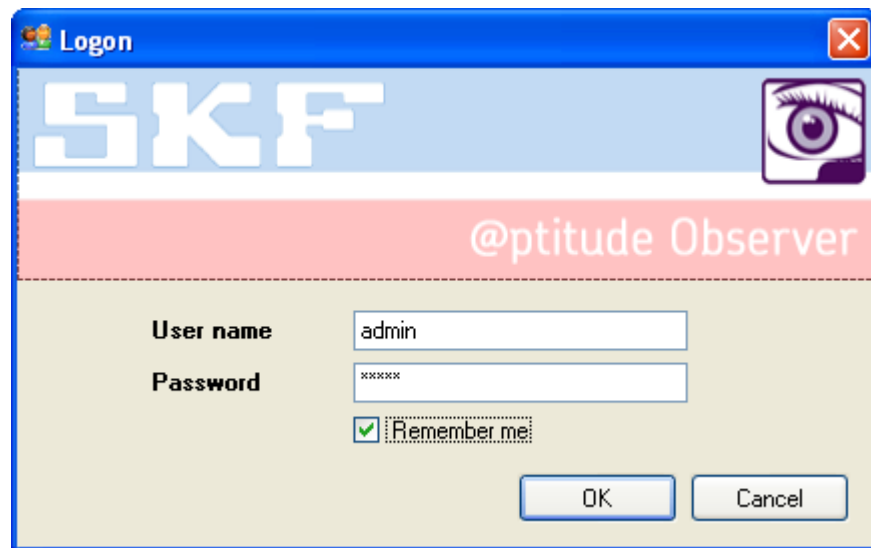 Logon
SKF
@ptitude Observer
User name admin
Password *****
Remember me
OK Cancel